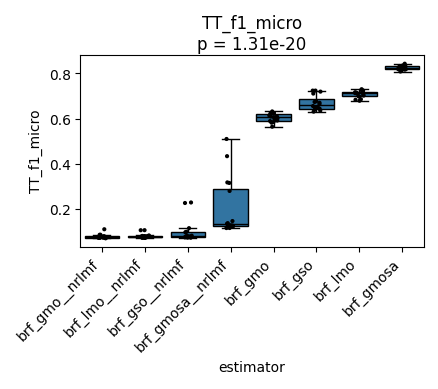 TT_f1_micro
p = 1.31e-20
TT_f1_micro
0.8
0.6
0.4
0.2
brf_gmo__nrlmf
brf_lmo__nrlmf
brf_gso__nrlmf
brf_gmosa__nrlmf
brf_gmo
brf_gso
brf_lmo
brf_gmosa
estimator